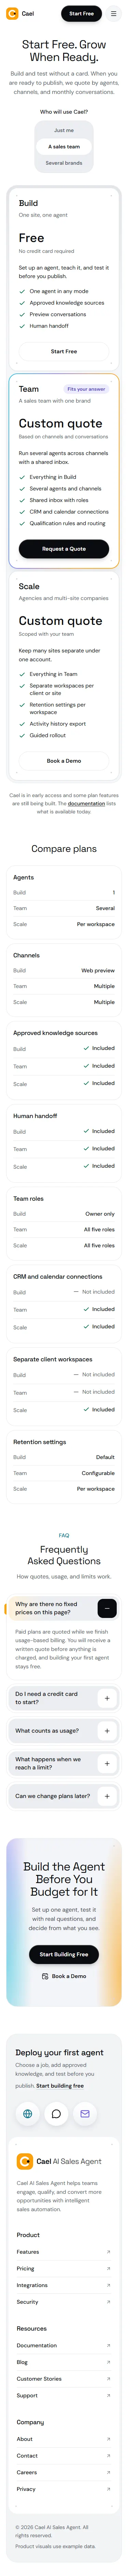 Cael
Start Free
Start Free. Grow
When Ready.
Build and test without a card. When you
are ready to publish, we quote by agents,
channels, and monthly conversations.
Who will use Cael?
Just me
A sales team
Several brands
Build
One site, one agent
Free
No credit card required
Set up an agent, teach it, and test it
before you publish.
One agent in any mode
Approved knowledge sources
Preview conversations
Human handoff
Start Free
Team
Fits your answer
A sales team with one brand
Custom quote
Based on channels and conversations
Run several agents across channels
with a shared inbox.
Everything in Build
Several agents and channels
Shared inbox with roles
CRM and calendar connections
Qualification rules and routing
Request a Quote
Scale
Agencies and multi-site companies
Custom quote
Scoped with your team
Keep many sites separate under
one account.
Everything in Team
Separate workspaces per
client or site
Retention settings per
workspace
Activity history export
Guided rollout
Book a Demo
Cael is in early access and some plan features
are still being built. The documentation lists
what is available today.
Compare plans
Agents
Build 1
Team Several
Scale Per workspace
Channels
Build Web preview
Team Multiple
Scale Multiple
Approved knowledge sources
Build Included
Team Included
Scale Included
Human handoff
Build Included
Team Included
Scale Included
Team roles
Build Owner only
Team All five roles
Scale All five roles
CRM and calendar connections
Build Not included
Team Included
Scale Included
Separate client workspaces
Build Not included
Team Not included
Scale Included
Retention settings
Build Default
Team Configurable
Scale Per workspace
FAQ
Frequently
Asked Questions
How quotes, usage, and limits work.
Why are there no fixed
prices on this page?
Paid plans are quoted while we finish
usage-based billing. You will receive a
written quote before anything is
charged, and building your first agent
stays free.
Do I need a credit card
to start?
What counts as usage?
What happens when we
reach a limit?
Can we change plans later?
Build the Agent
Before You
Budget for It
Set up one agent, test it
with real questions, and
decide from what you see.
Start Building Free
Book a Demo
Deploy your first agent
Choose a job, add approved
knowledge, and test before you
publish. Start building free
Cael AI Sales Agent
Cael AI Sales Agent helps teams
engage, qualify, and convert more
opportunities with intelligent
sales automation.
Product
Features
Pricing
Integrations
Security
Resources
Documentation
Blog
Customer Stories
Support
Company
About
Contact
Careers
Privacy
© 2026 Cael AI Sales Agent. All
rights reserved.
Product visuals use example data.